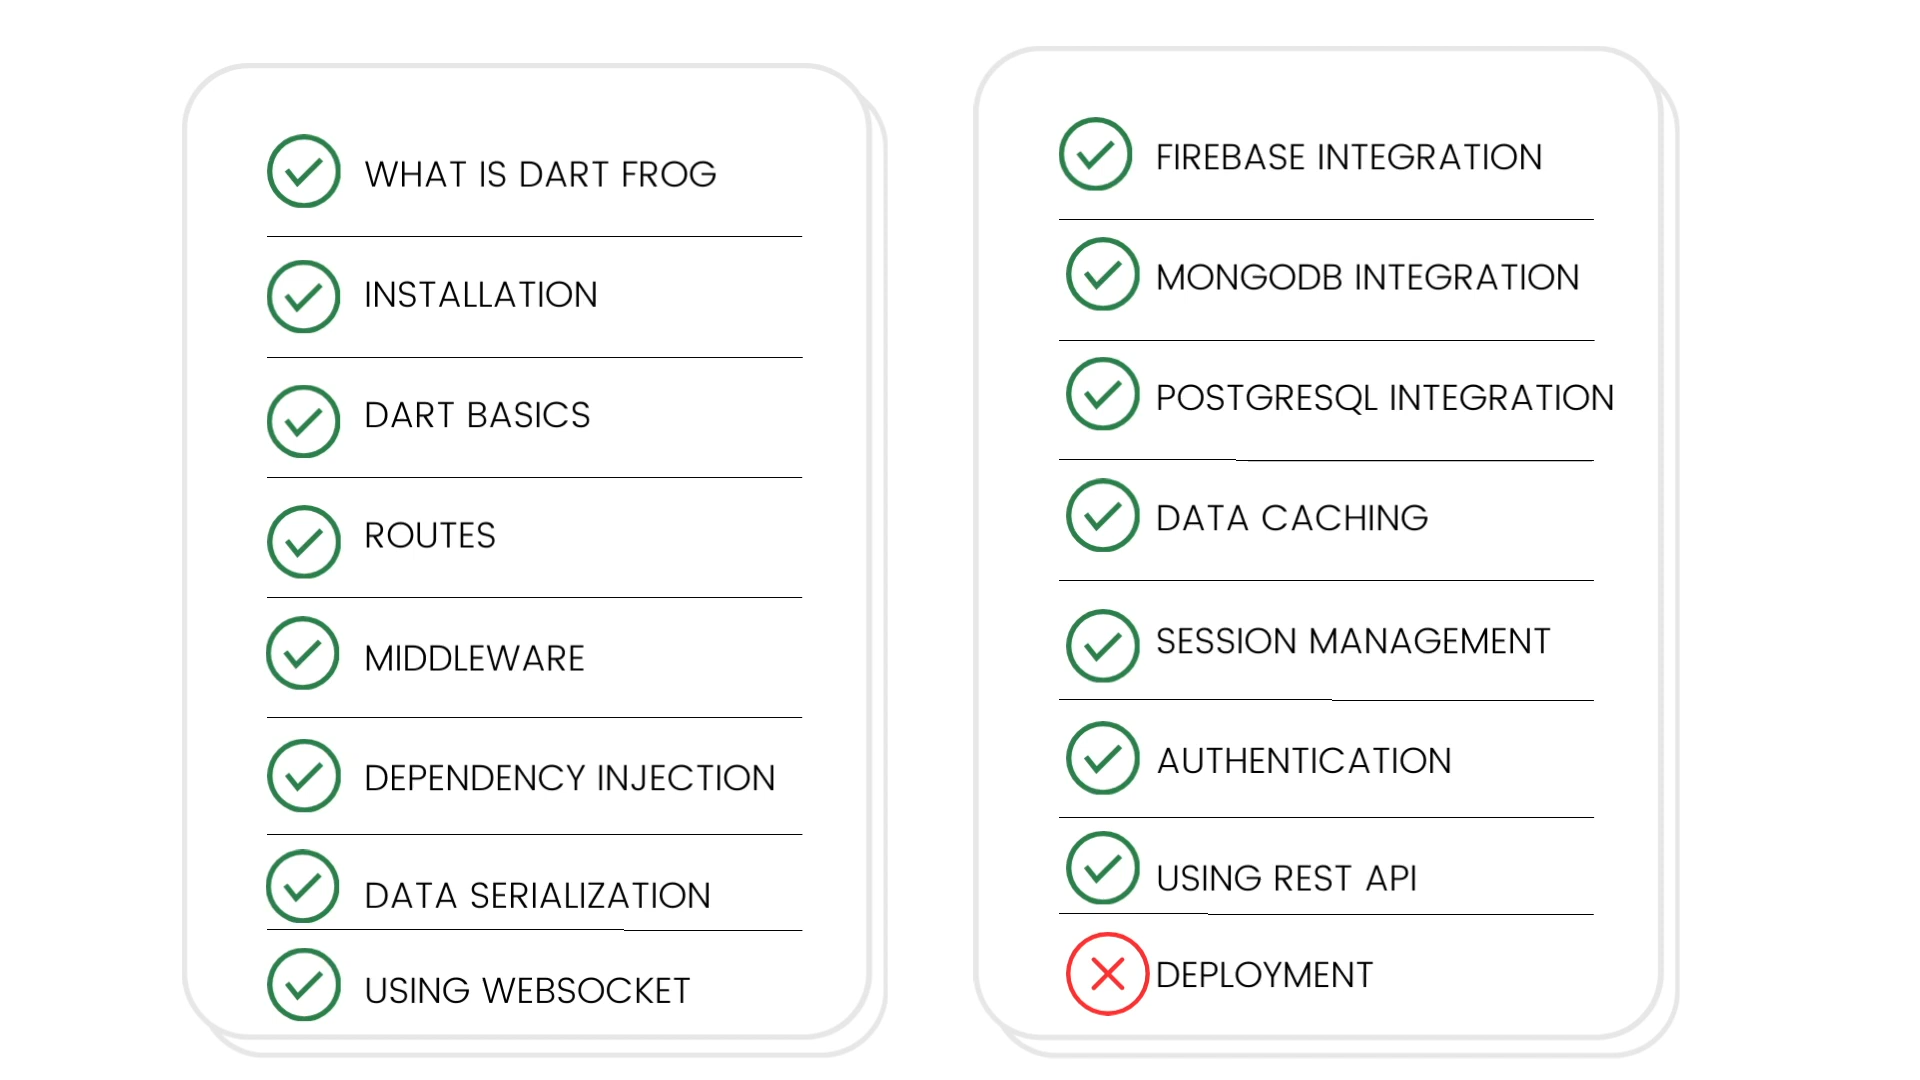 WHAT IS DART FROG
INSTALLATION
DART BASICS
ROUTES
MIDDLEWARE
DEPENDENCY INJECTION
DATA SERIALIZATION
USING WEBSOCKET
FIREBASE INTEGRATION
MONGODB INTEGRATION
POSTGRESQL INTEGRATION
DATA CACHING
SESSION MANAGEMENT
AUTHENTICATION
USING REST API
DEPLOYMENT